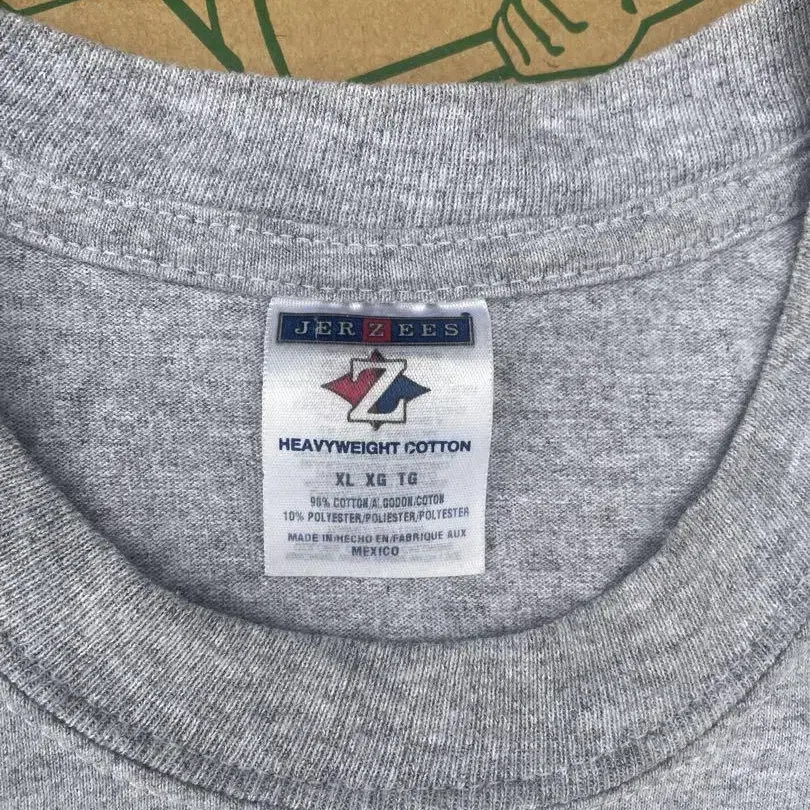 JERZEES
Z
HEAVYWEIGHT COTTON
XL XG TG
90% COTTON/ALGODON/COTON
10% POLYESTER/POLIESTER/POLYESTER
MADE IN/HECHO EN/FABRIQUE AUX
MEXICO